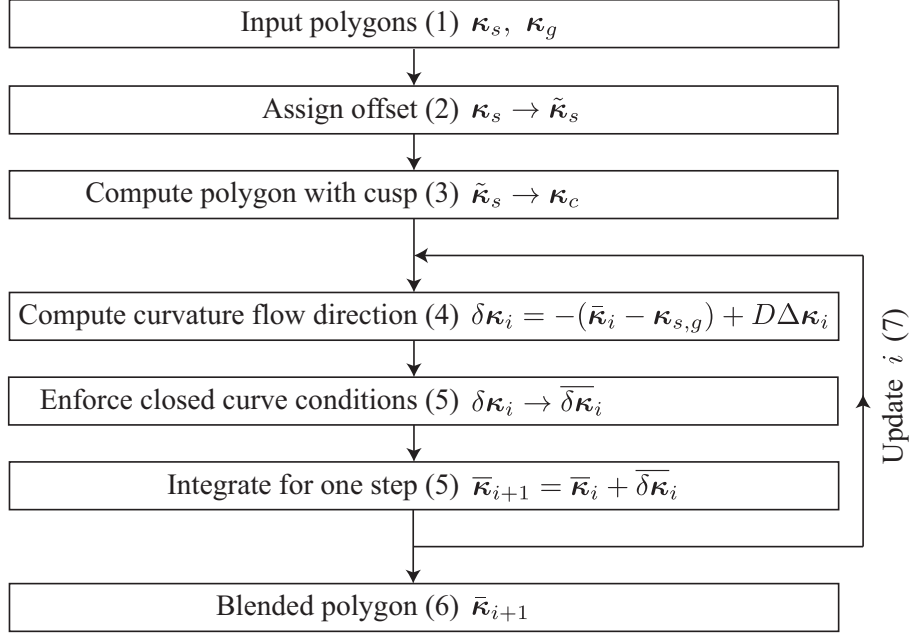 Input polygons (1) κ_s, κ_g
Assign offset (2) κ_s → κ̃_s
Compute polygon with cusp (3) κ̃_s → κ_c
Compute curvature flow direction (4) δκ_i = −(κ̄_i − κ_{s,g}) + DΔκ_i
Enforce closed curve conditions (5) δκ_i → \overline{δκ}_i
Integrate for one step (5) κ̄_{i+1} = κ̄_i + \overline{δκ}_i
Blended polygon (6) κ̄_{i+1}
Update i (7)